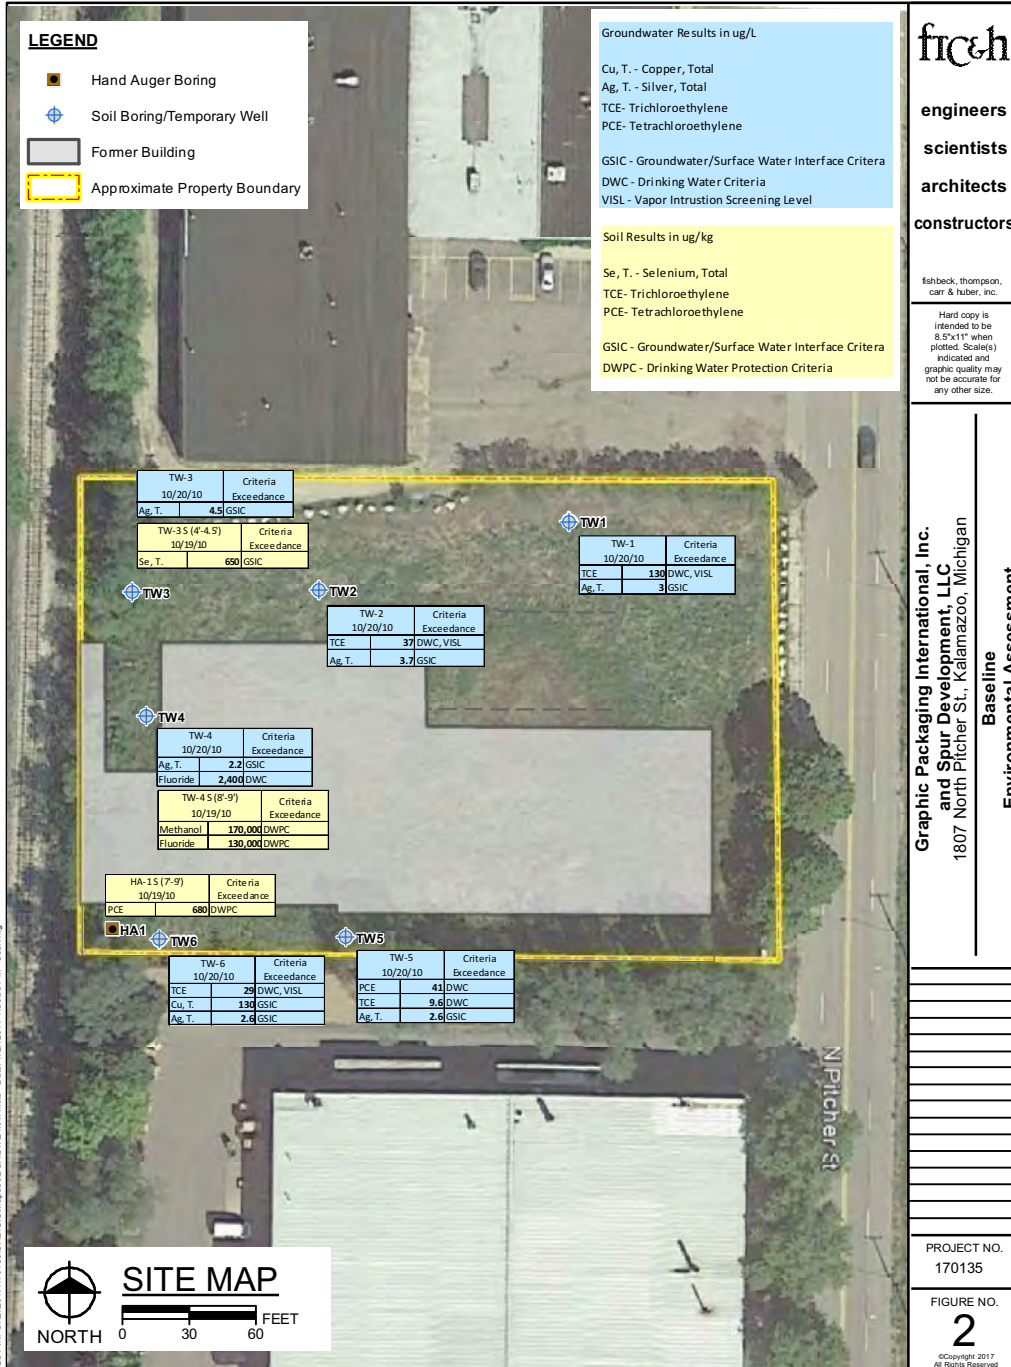 LEGEND
Hand Auger Boring
Soil Boring/Temporary Well
Former Building
Approximate Property Boundary
Groundwater Results in ug/L
Cu, T. - Copper, Total
Ag, T. - Silver, Total
TCE- Trichloroethylene
PCE- Tetrachloroethylene
GSIC - Groundwater/Surface Water Interface Critera
DWC - Drinking Water Criteria
VISL - Vapor Intrustion Screening Level
Soil Results in ug/kg
Se, T. - Selenium, Total
TCE- Trichloroethylene
PCE- Tetrachloroethylene
GSIC - Groundwater/Surface Water Interface Critera
DWPC - Drinking Water Protection Criteria
TW-3 Criteria
10/20/10 Exceedance
Ag, T. 4.5 GSIC
TW-3 S (4'-4.5') Criteria
10/19/10 Exceedance
Se, T. 650 GSIC
TW3
TW2
TW1
TW-1 Criteria
10/20/10 Exceedance
TCE 130 DWC, VISL
Ag, T. 3 GSIC
TW-2 Criteria
10/20/10 Exceedance
TCE 37 DWC, VISL
Ag, T. 3.7 GSIC
TW4
TW-4 Criteria
10/20/10 Exceedance
Ag, T. 2.2 GSIC
Fluoride 2,400 DWC
TW-4 S (8'-9') Criteria
10/19/10 Exceedance
Methanol 170,000 DWPC
Fluoride 130,000 DWPC
HA-1 S (7'-9') Criteria
10/19/10 Exceedance
PCE 680 DWPC
HA1
TW6
TW5
TW-6 Criteria
10/20/10 Exceedance
TCE 29 DWC, VISL
Cu, T. 130 GSIC
Ag, T. 2.6 GSIC
TW-5 Criteria
10/20/10 Exceedance
PCE 41 DWC
TCE 9.6 DWC
Ag, T. 2.6 GSIC
N Pitcher St
NORTH
SITE MAP
0 30 60 FEET
ftc&h
engineers
scientists
architects
constructors
fishbeck, thompson,
carr & huber, inc.
Hard copy is
intended to be
8.5"x11" when
plotted. Scale(s)
indicated and
graphic quality may
not be accurate for
any other size.
Graphic Packaging International, Inc.
and Spur Development, LLC
1807 North Pitcher St., Kalamazoo, Michigan
Baseline
Environmental Assessment
PROJECT NO.
170135
FIGURE NO.
2
©Copyright 2017
All Rights Reserved